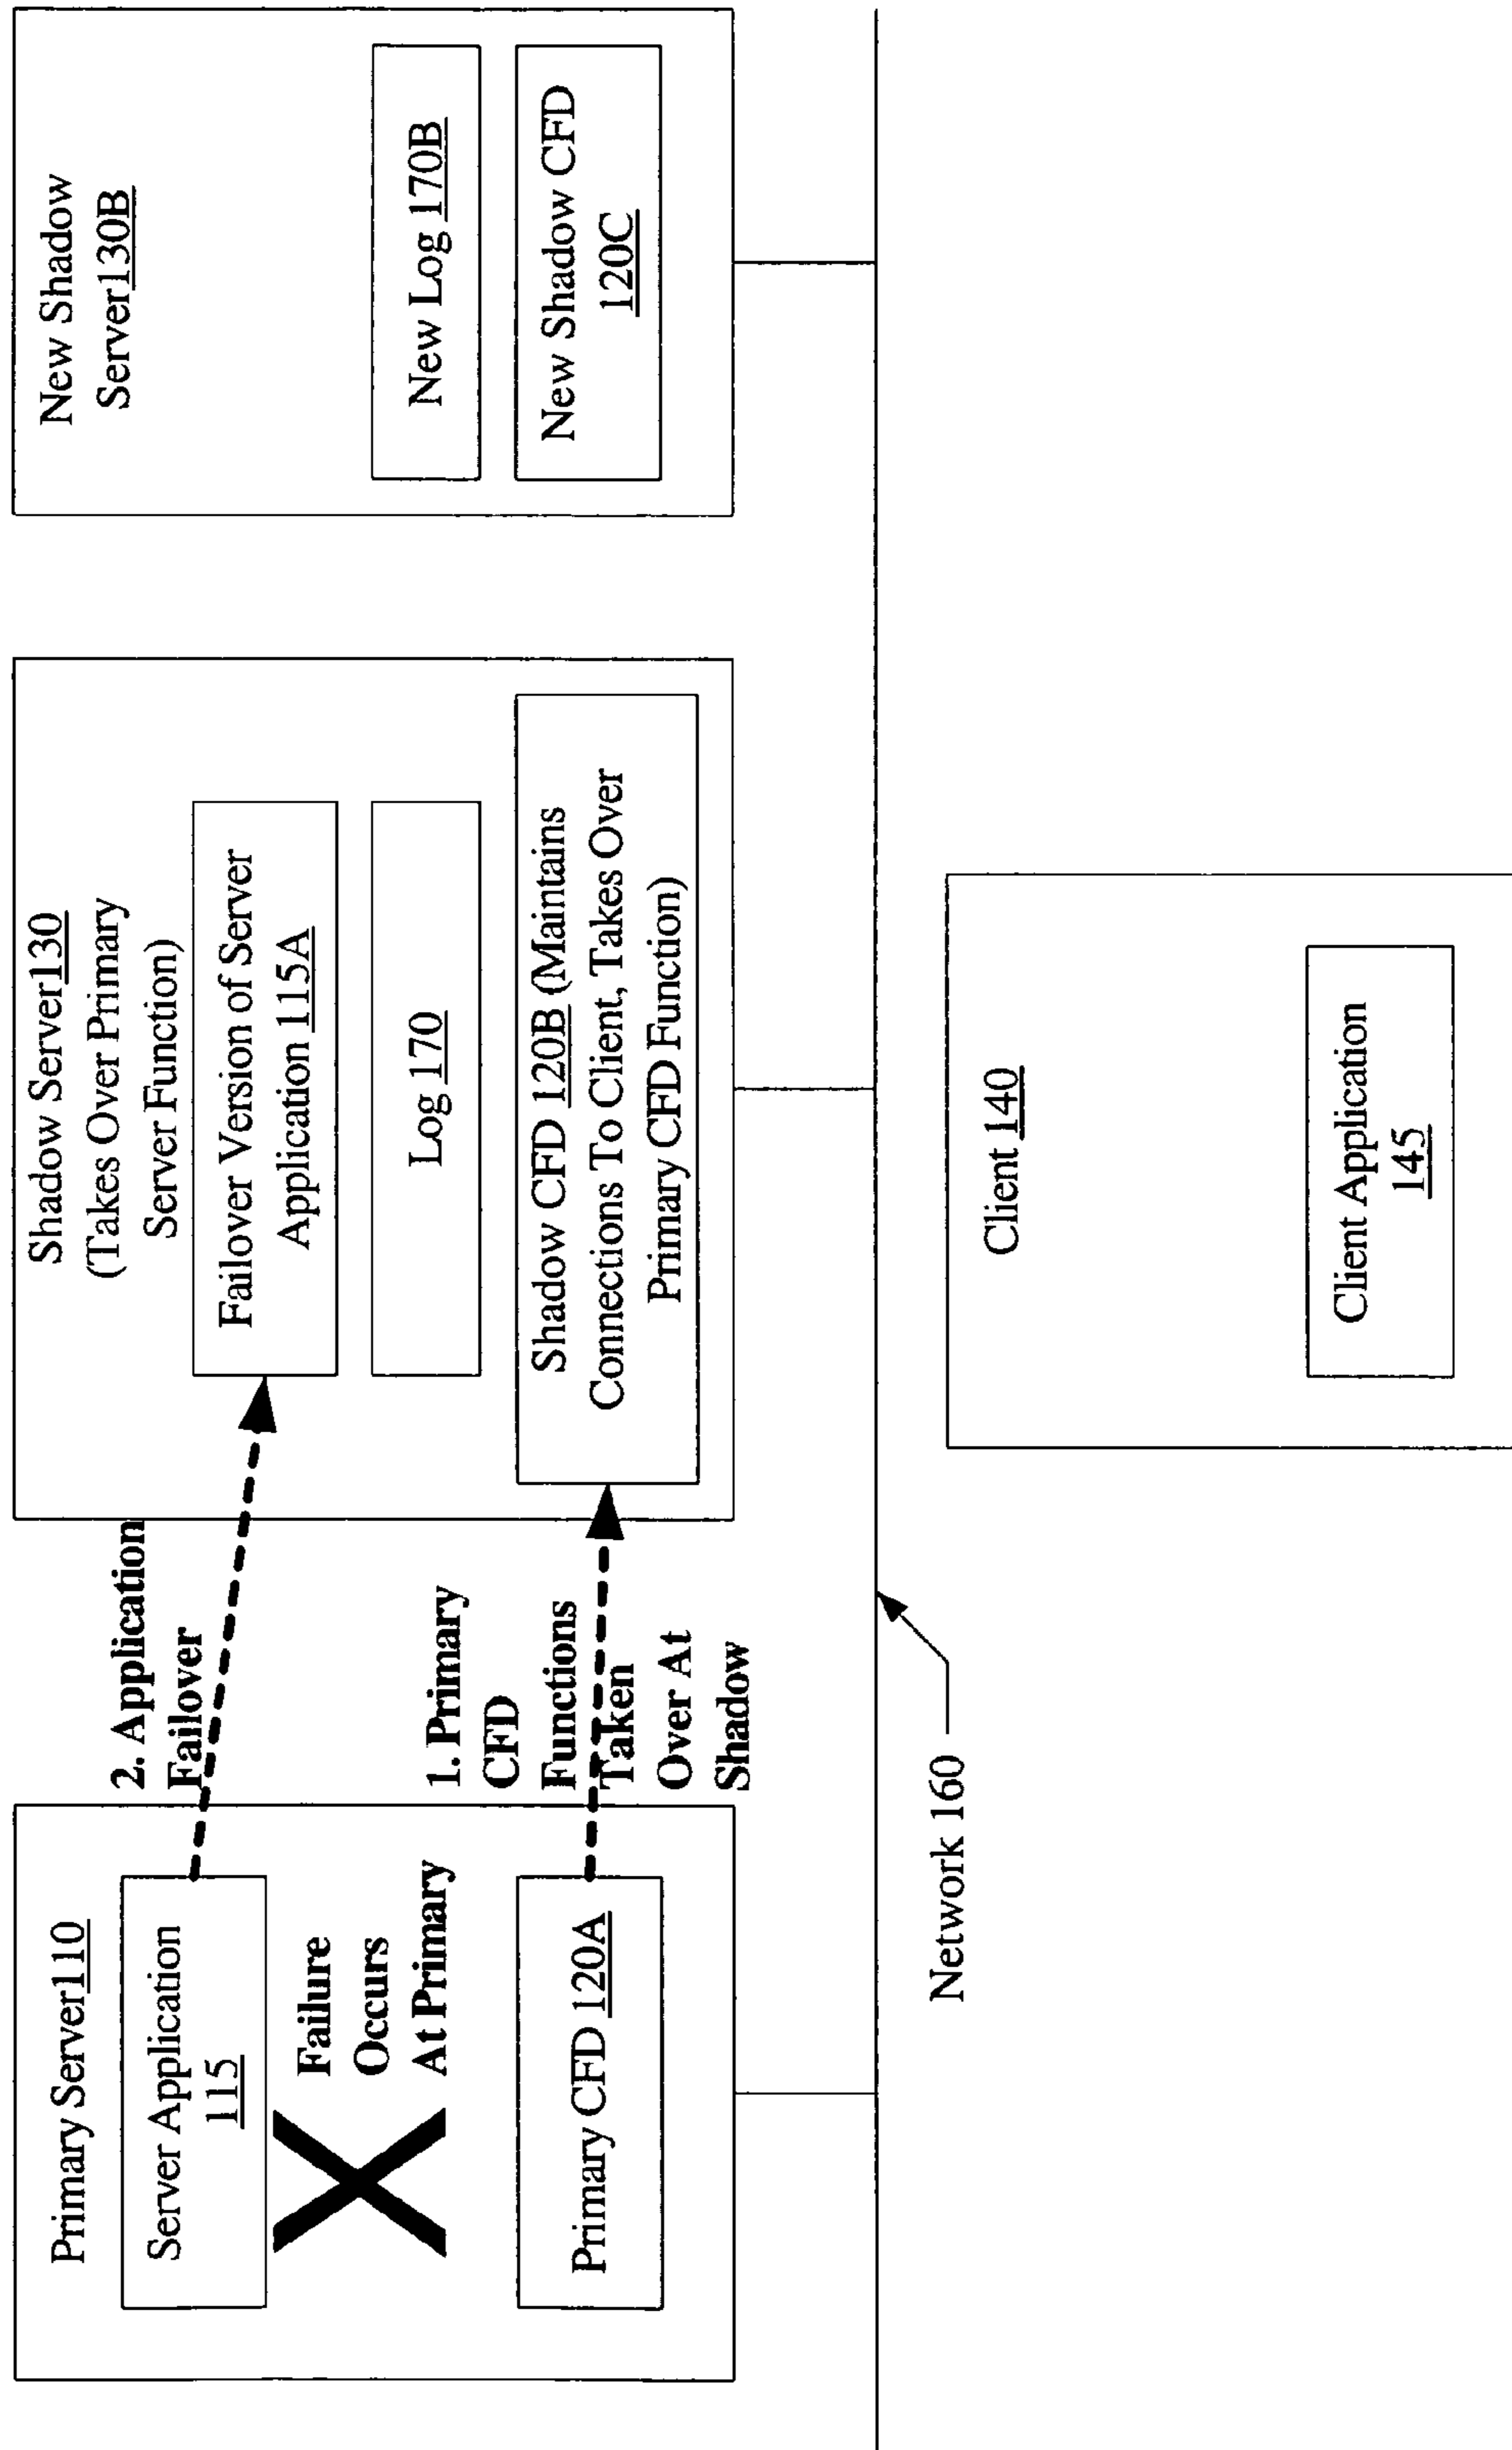 Primary Server110
Server Application
115
Failure
Occurs
At Primary
Primary CFD 120A
2. Application
Failover
1. Primary
CFD
Functions
Taken
Over At
Shadow
Shadow Server130
(Takes Over Primary
Server Function)
Failover Version of Server
Application 115A
Log 170
Shadow CFD 120B (Maintains
Connections To Client, Takes Over
Primary CFD Function)
New Shadow
Server130B
New Log 170B
New Shadow CFD
120C
Network 160
Client 140
Client Application
145